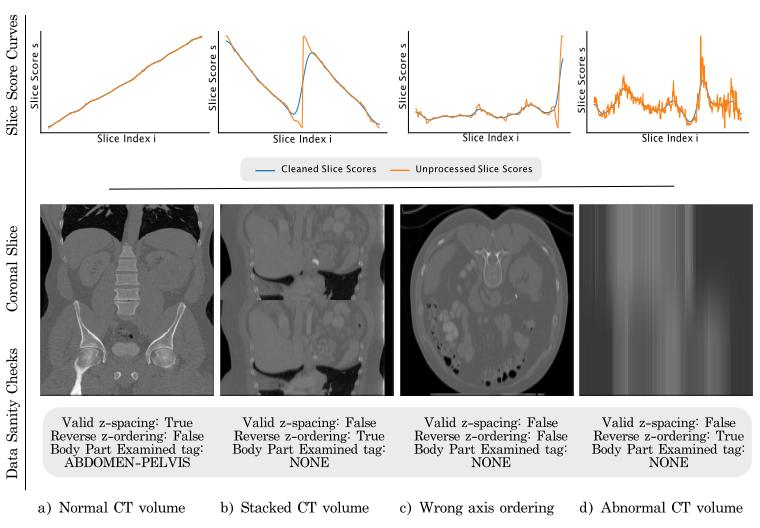 Slice Score Curves
Slice Score s
Slice Index i
Slice Score s
Slice Index i
Slice Score s
Slice Index i
Slice Score s
Slice Index i
Cleaned Slice Scores
Unprocessed Slice Scores
Coronal Slice
Data Sanity Checks
Valid z-spacing: True
Reverse z-ordering: False
Body Part Examined tag:
ABDOMEN-PELVIS
Valid z-spacing: False
Reverse z-ordering: True
Body Part Examined tag:
NONE
Valid z-spacing: False
Reverse z-ordering: False
Body Part Examined tag:
NONE
Valid z-spacing: False
Reverse z-ordering: True
Body Part Examined tag:
NONE
a) Normal CT volume
b) Stacked CT volume
c) Wrong axis ordering
d) Abnormal CT volume